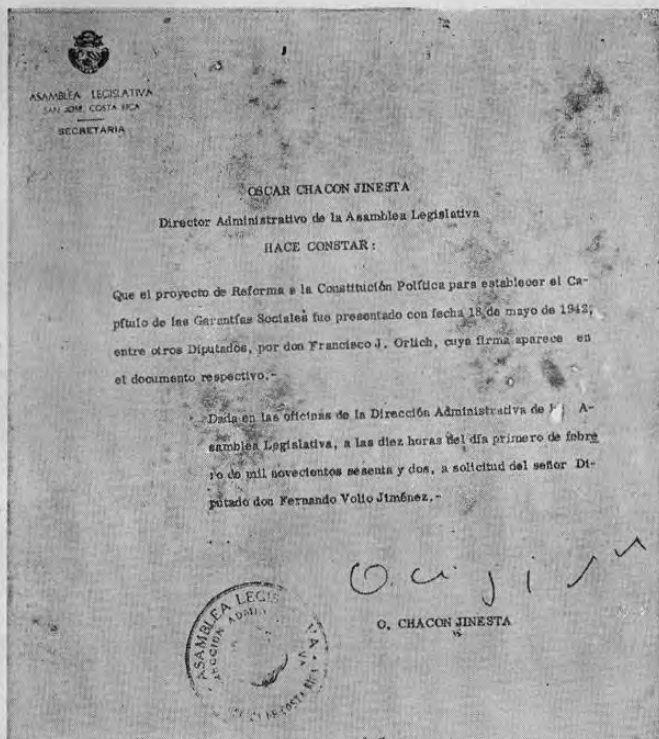 ASAMBLEA LEGISLATIVA
SAN JOSE, COSTA RICA
SECRETARIA
OSCAR CHACON JINESTA
Director Administrativo de la Asamblea Legislativa
HACE CONSTAR:
Que el proyecto de Reforma a la Constitución Política para establecer el Ca-
pítulo de las Garantías Sociales fue presentado con fecha 18 de mayo de 1942,
entre otros Diputados, por don Francisco J. Orlich, cuya firma aparece en
el documento respectivo.-
Dada en las oficinas de la Dirección Administrativa de A-
samblea Legislativa, a las diez horas del día primero de febre
ro de mil novecientos sesenta y dos, a solicitud del señor Di-
putado don Fernando Volio Jiménez.-
O. CHACON JINESTA
ASAMBLEA LEGIS
DE COSTA